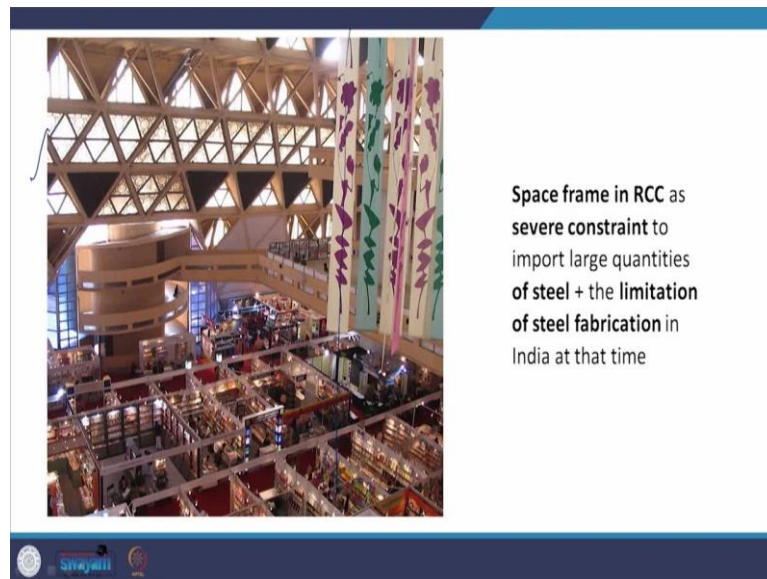 Space frame in RCC as
severe constraint to
import large quantities
of steel + the limitation
of steel fabrication in
India at that time
swayam